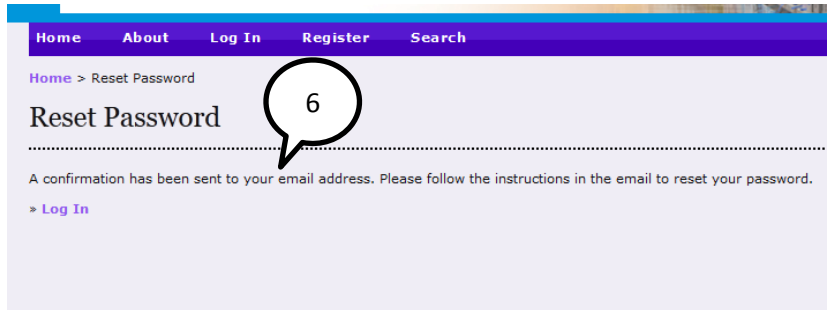 Home About Log In Register Search
Home > Reset Password
Reset Password
6
A confirmation has been sent to your email address. Please follow the instructions in the email to reset your password.
» Log In